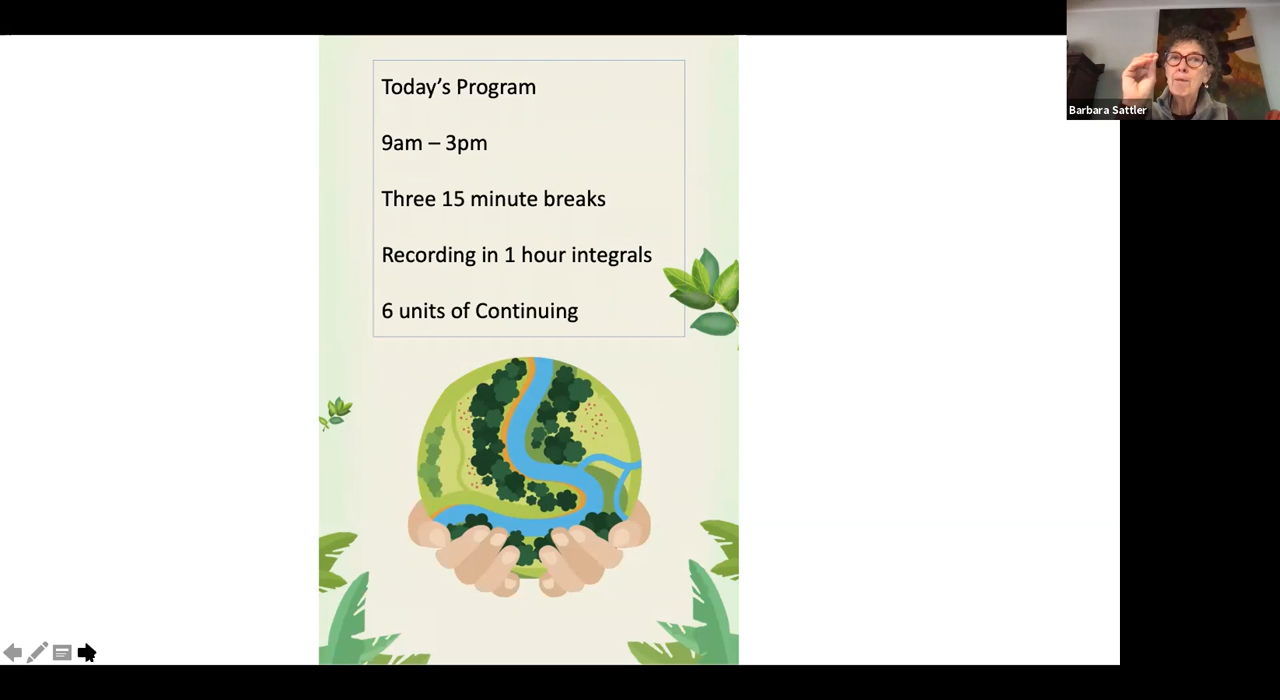 Today's Program
9am – 3pm
Three 15 minute breaks
Recording in 1 hour integrals
6 units of Continuing
Barbara Sattler